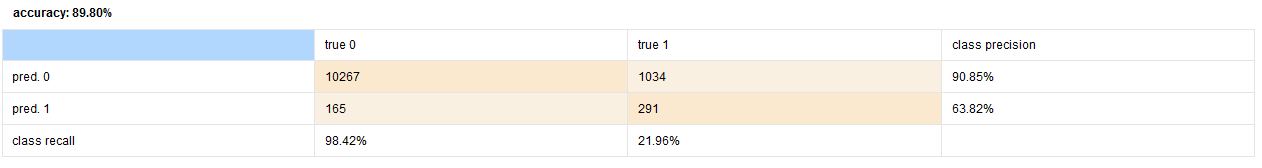 accuracy: 89.80%
true 0 true 1 class precision
pred. 0 10267 1034 90.85%
pred. 1 165 291 63.82%
class recall 98.42% 21.96%